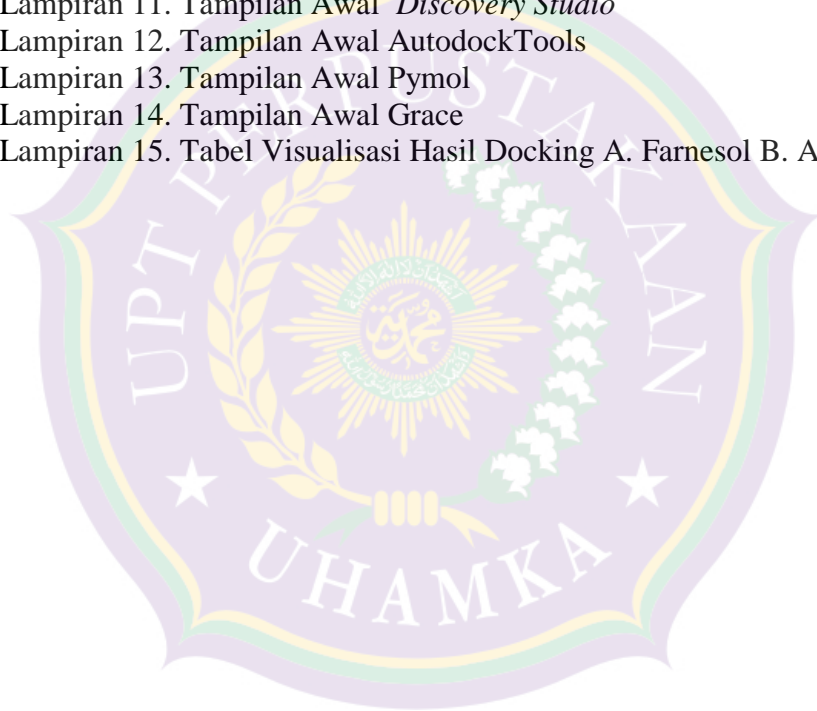 Lampiran 11. Tampilan Awal Discovery Studio
Lampiran 12. Tampilan Awal AutodockTools
Lampiran 13. Tampilan Awal Pymol
Lampiran 14. Tampilan Awal Grace
Lampiran 15. Tabel Visualisasi Hasil Docking A. Farnesol B. A
UPT PERPUSTAKAAN
محمدية
UHAMKA